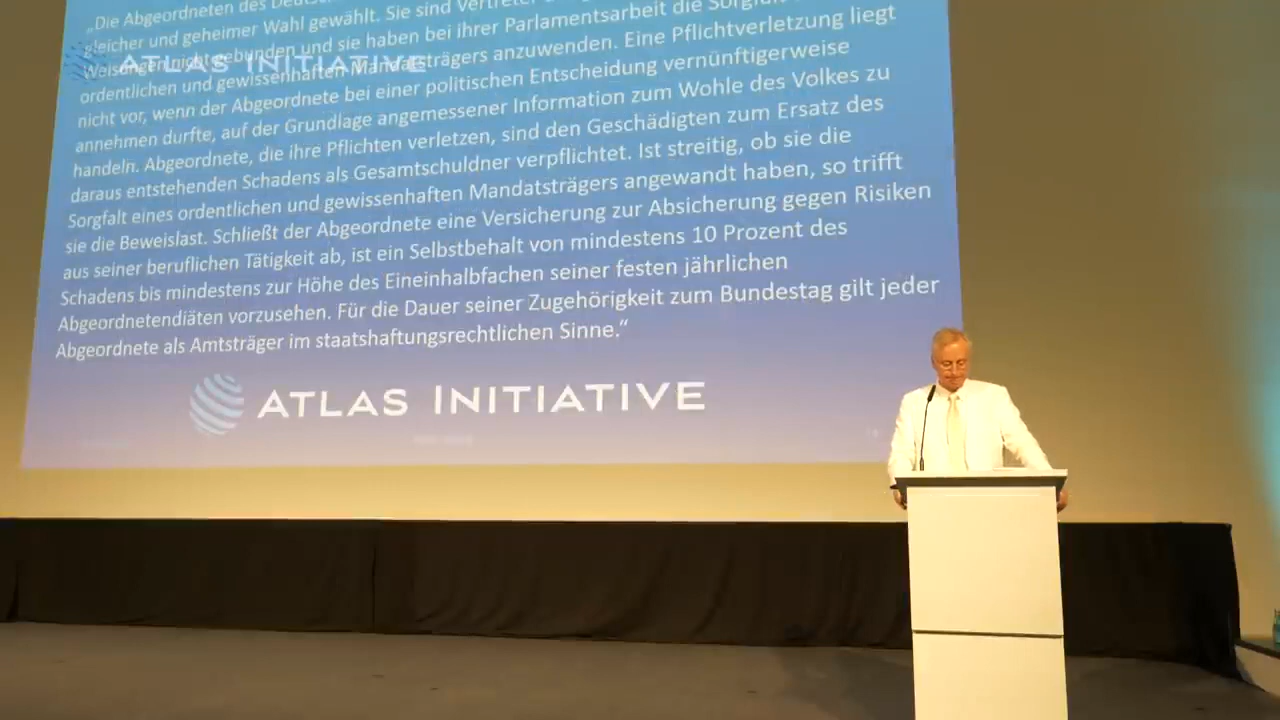 „Die Abgeordneten des
gleicher und geheimer Wahl gewählt. Sie sind Vertreter
Weisungen nicht gebunden und sie haben bei ihrer Parlamentsarbeit die Sorgfalt
ordentlichen und gewissenhaften Mandatsträgers anzuwenden. Eine Pflichtverletzung liegt
nicht vor, wenn der Abgeordnete bei einer politischen Entscheidung vernünftigerweise
annehmen durfte, auf der Grundlage angemessener Information zum Wohle des Volkes zu
handeln. Abgeordnete, die ihre Pflichten verletzen, sind den Geschädigten zum Ersatz des
daraus entstehenden Schadens als Gesamtschuldner verpflichtet. Ist streitig, ob sie die
Sorgfalt eines ordentlichen und gewissenhaften Mandatsträgers angewandt haben, so trifft
sie die Beweislast. Schließt der Abgeordnete eine Versicherung zur Absicherung gegen Risiken
aus seiner beruflichen Tätigkeit ab, ist ein Selbstbehalt von mindestens 10 Prozent des
Schadens bis mindestens zur Höhe des Eineinhalbfachen seiner festen jährlichen
Abgeordnetendiäten vorzusehen. Für die Dauer seiner Zugehörigkeit zum Bundestag gilt jeder
Abgeordnete als Amtsträger im staatshaftungsrechtlichen Sinne.“
ATLAS INITIATIVE
ATLAS INITIATIVE